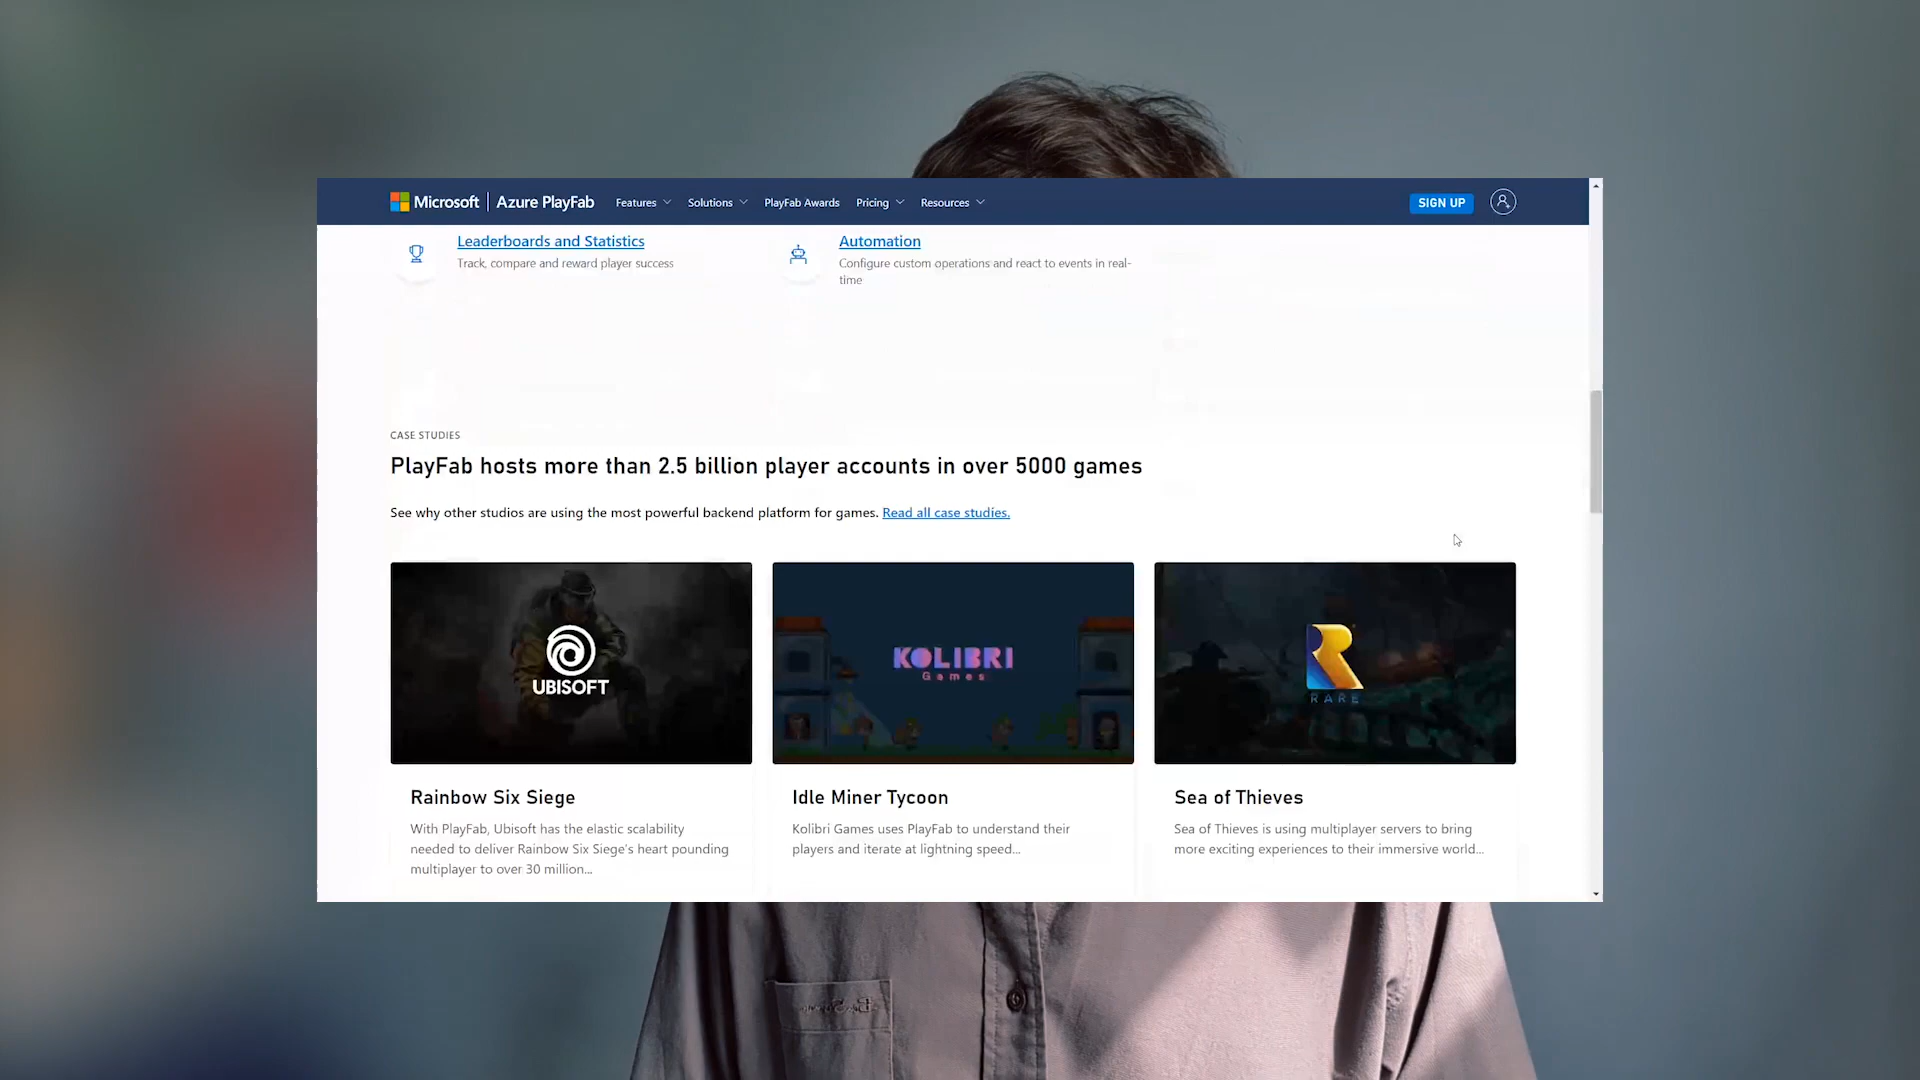 Microsoft | Azure PlayFab Features Solutions PlayFab Awards Pricing Resources SIGN UP
Leaderboards and Statistics
Track, compare and reward player success
Automation
Configure custom operations and react to events in real-
time
CASE STUDIES
PlayFab hosts more than 2.5 billion player accounts in over 5000 games
See why other studios are using the most powerful backend platform for games. Read all case studies.
UBISOFT
KOLIBRI
Games
RARE
Rainbow Six Siege
With PlayFab, Ubisoft has the elastic scalability
needed to deliver Rainbow Six Siege's heart pounding
multiplayer to over 30 million...
Idle Miner Tycoon
Kolibri Games uses PlayFab to understand their
players and iterate at lightning speed...
Sea of Thieves
Sea of Thieves is using multiplayer servers to bring
more exciting experiences to their immersive world...